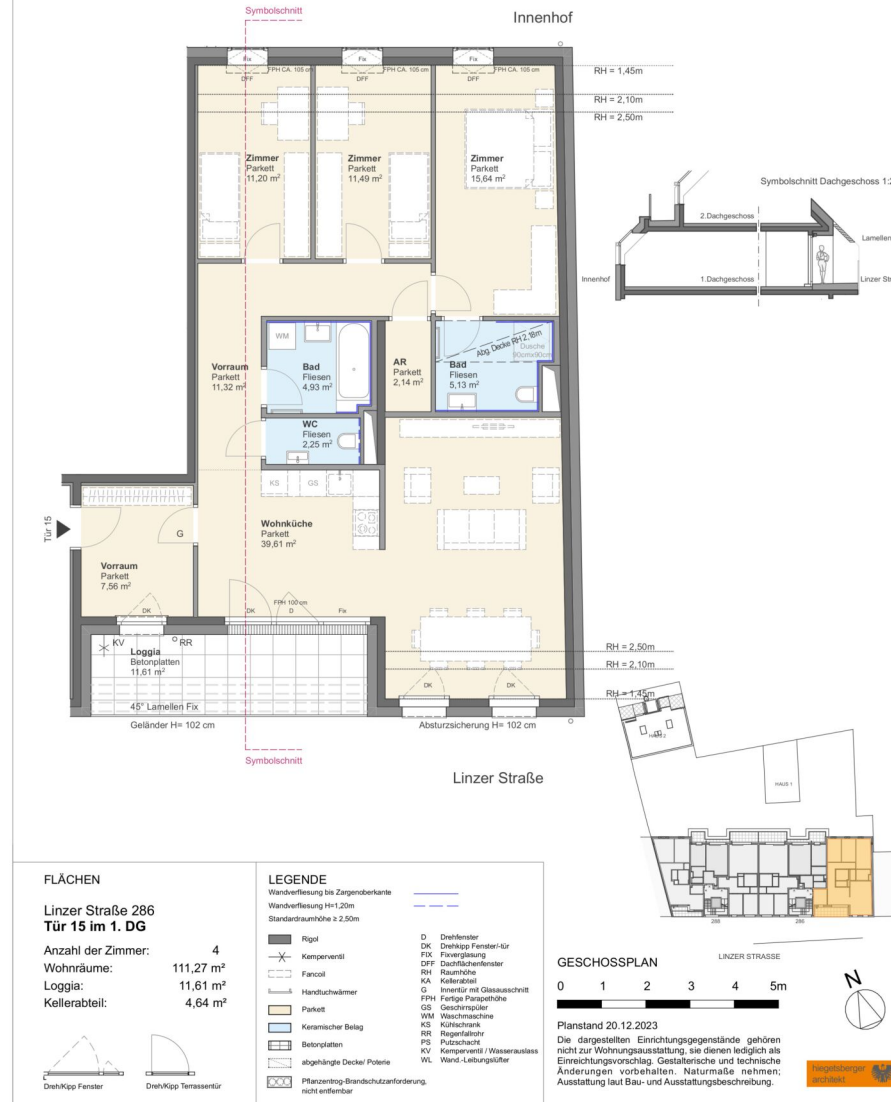 Symbolschnitt
Innenhof
Fix
FPH CA. 105 cm
DFF
Fix
FPH CA. 105 cm
DFF
Fix
FPH CA. 105 cm
DFF
RH = 1,45m
RH = 2,10m
RH = 2,50m
Zimmer
Parkett
11,20 m²
Zimmer
Parkett
11,49 m²
Zimmer
Parkett
15,64 m²
Symbolschnitt Dachgeschoss 1:2
2.Dachgeschoss
Lamellen
Innenhof
1.Dachgeschoss
Linzer Str
WM
Vorraum
Parkett
11,32 m²
Bad
Fliesen
4,93 m²
AR
Parkett
2,14 m²
Abg. Decke RH 2,18m
Dusche
90cmx90cm
Bad
Fliesen
5,13 m²
WC
Fliesen
2,25 m²
KS
GS
Tür 15
G
Wohnküche
Parkett
39,61 m²
Vorraum
Parkett
7,56 m²
DK
FPH 100 cm
DK
D
Fix
KV
RR
Loggia
Betonplatten
11,61 m²
45° Lamellen Fix
DK
DK
RH = 2,50m
RH = 2,10m
RH = 1,45m
Geländer H= 102 cm
Absturzsicherung H= 102 cm
Symbolschnitt
Linzer Straße
HAUS 2
HAUS 1
288
286
LINZER STRASSE
FLÄCHEN
Linzer Straße 286
Tür 15 im 1. DG
Anzahl der Zimmer: 4
Wohnräume: 111,27 m²
Loggia: 11,61 m²
Kellerabteil: 4,64 m²
Dreh/Kipp Fenster
Dreh/Kipp Terrassentür
LEGENDE
Wandverfliesung bis Zargenoberkante
Wandverfliesung H=1,20m
Standardraumhöhe ≥ 2,50m
Rigol
Kemperventil
Fancoil
Handtuchwärmer
Parkett
Keramischer Belag
Betonplatten
abgehängte Decke/ Poterie
Pflanzentrog-Brandschutzanforderung,
nicht entfernbar
D Drehfenster
DK Drehkipp Fenster/-tür
FIX Fixverglasung
DFF Dachflächenfenster
RH Raumhöhe
KA Kellerabteil
G Innentür mit Glasausschnitt
FPH Fertige Parapethöhe
GS Geschirrspüler
WM Waschmaschine
KS Kühlschrank
RR Regenfallrohr
PS Putzschacht
KV Kemperventil / Wasserauslass
WL Wand.-Leibungslüfter
GESCHOSSPLAN
0 1 2 3 4 5m
N
Planstand 20.12.2023
Die dargestellten Einrichtungsgegenstände gehören
nicht zur Wohnungsausstattung, sie dienen lediglich als
Einreichtungsvorschlag. Gestalterische und technische
Änderungen vorbehalten. Naturmaße nehmen;
Ausstattung laut Bau- und Ausstattungsbeschreibung.
hiegetsberger
architekt